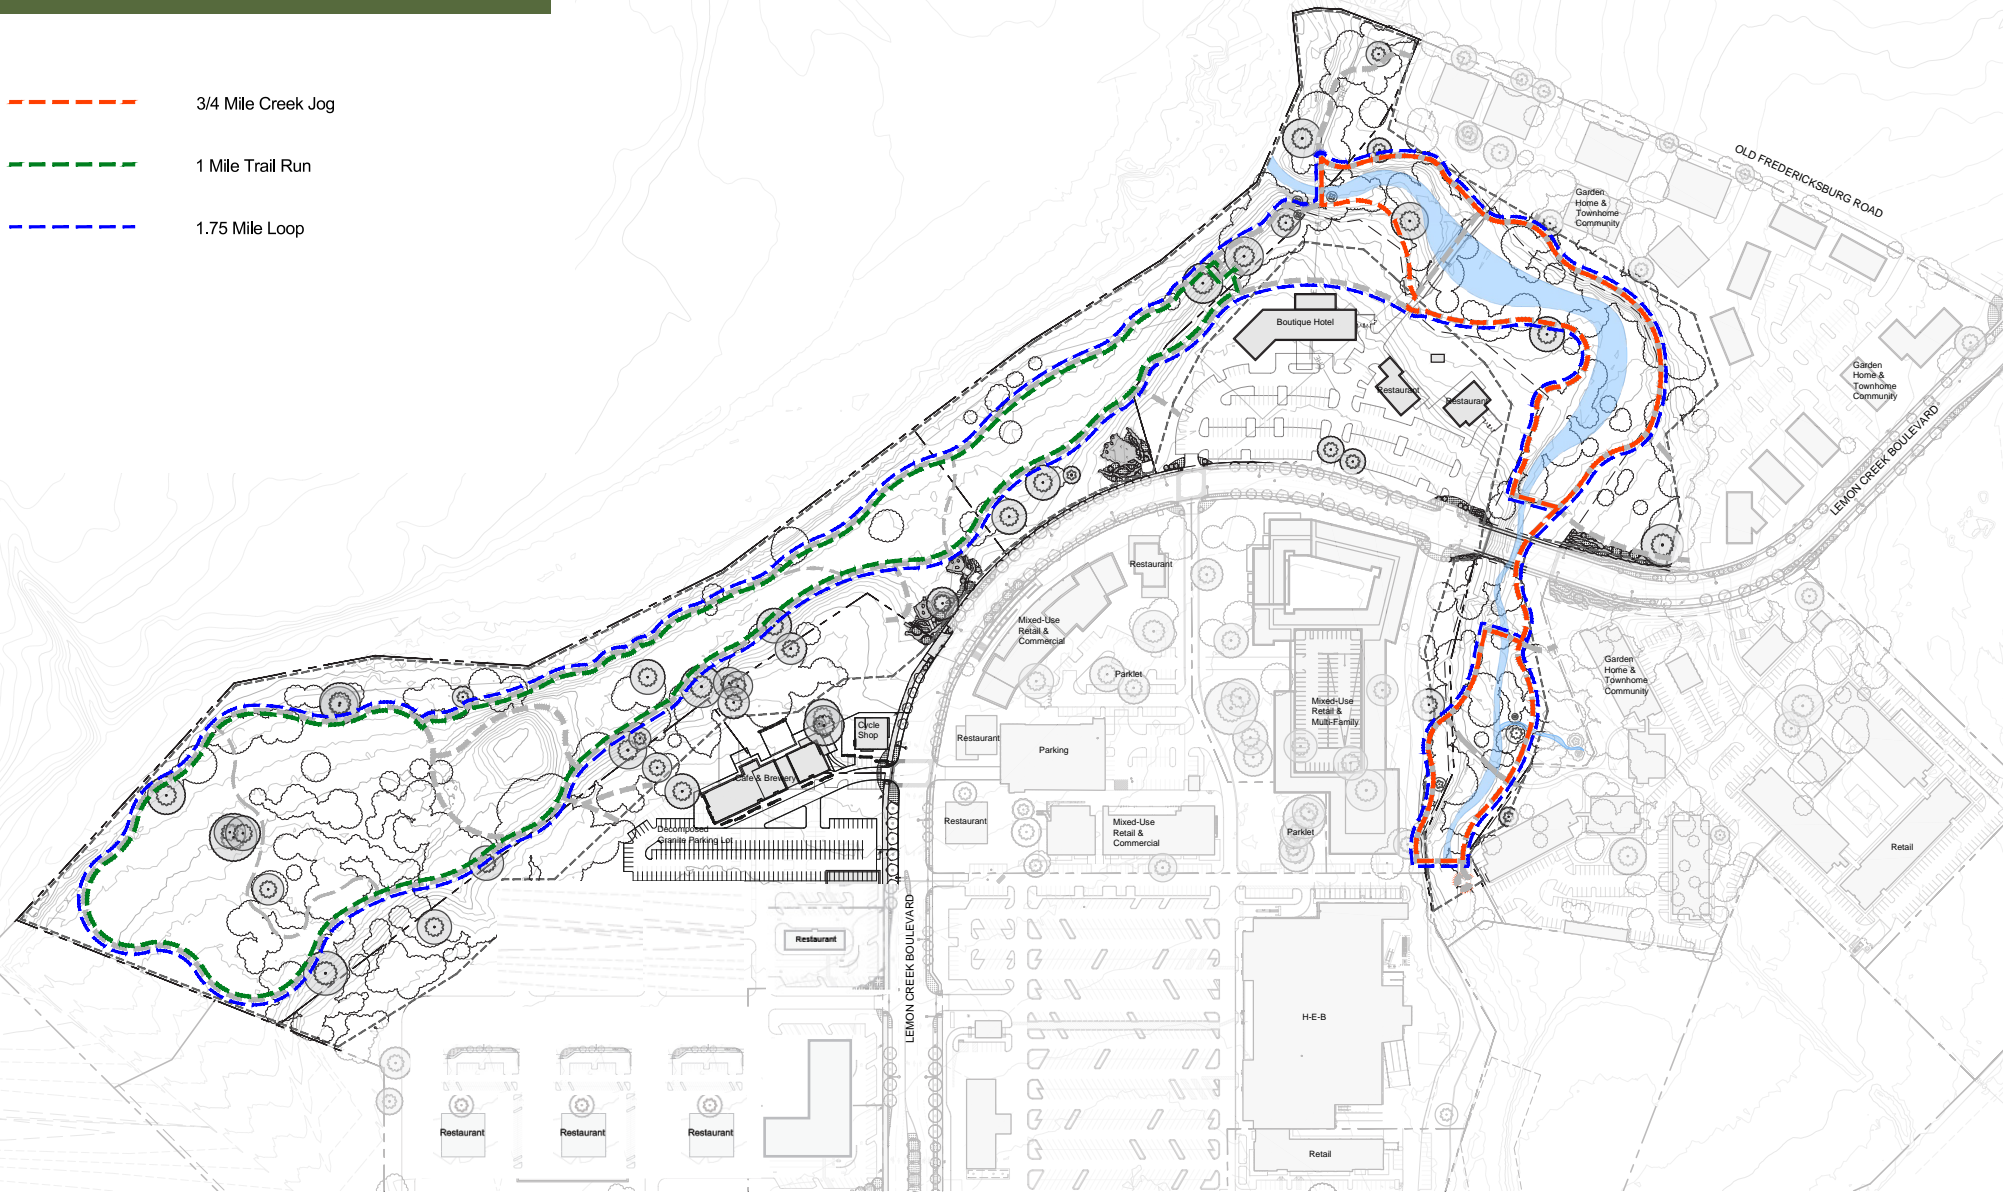 3/4 Mile Creek Jog
1 Mile Trail Run
1.75 Mile Loop
OLD FREDERICKSBURG ROAD
Garden
Home &
Townhome
Community
Boutique Hotel
Restaurant
Restaurant
Garden
Home &
Townhome
Community
LEMON CREEK BOULEVARD
Restaurant
Mixed-Use
Retail &
Commercial
Parklet
Garden
Home &
Townhome
Community
Mixed-Use
Retail &
Multi-Family
Cycle
Shop
Restaurant
Parking
Cafe & Brewery
Decomposed
Granite Parking Lot
Restaurant
Mixed-Use
Retail &
Commercial
Parklet
Retail
LEMON CREEK BOULEVARD
Restaurant
H-E-B
Restaurant
Restaurant
Restaurant
Retail